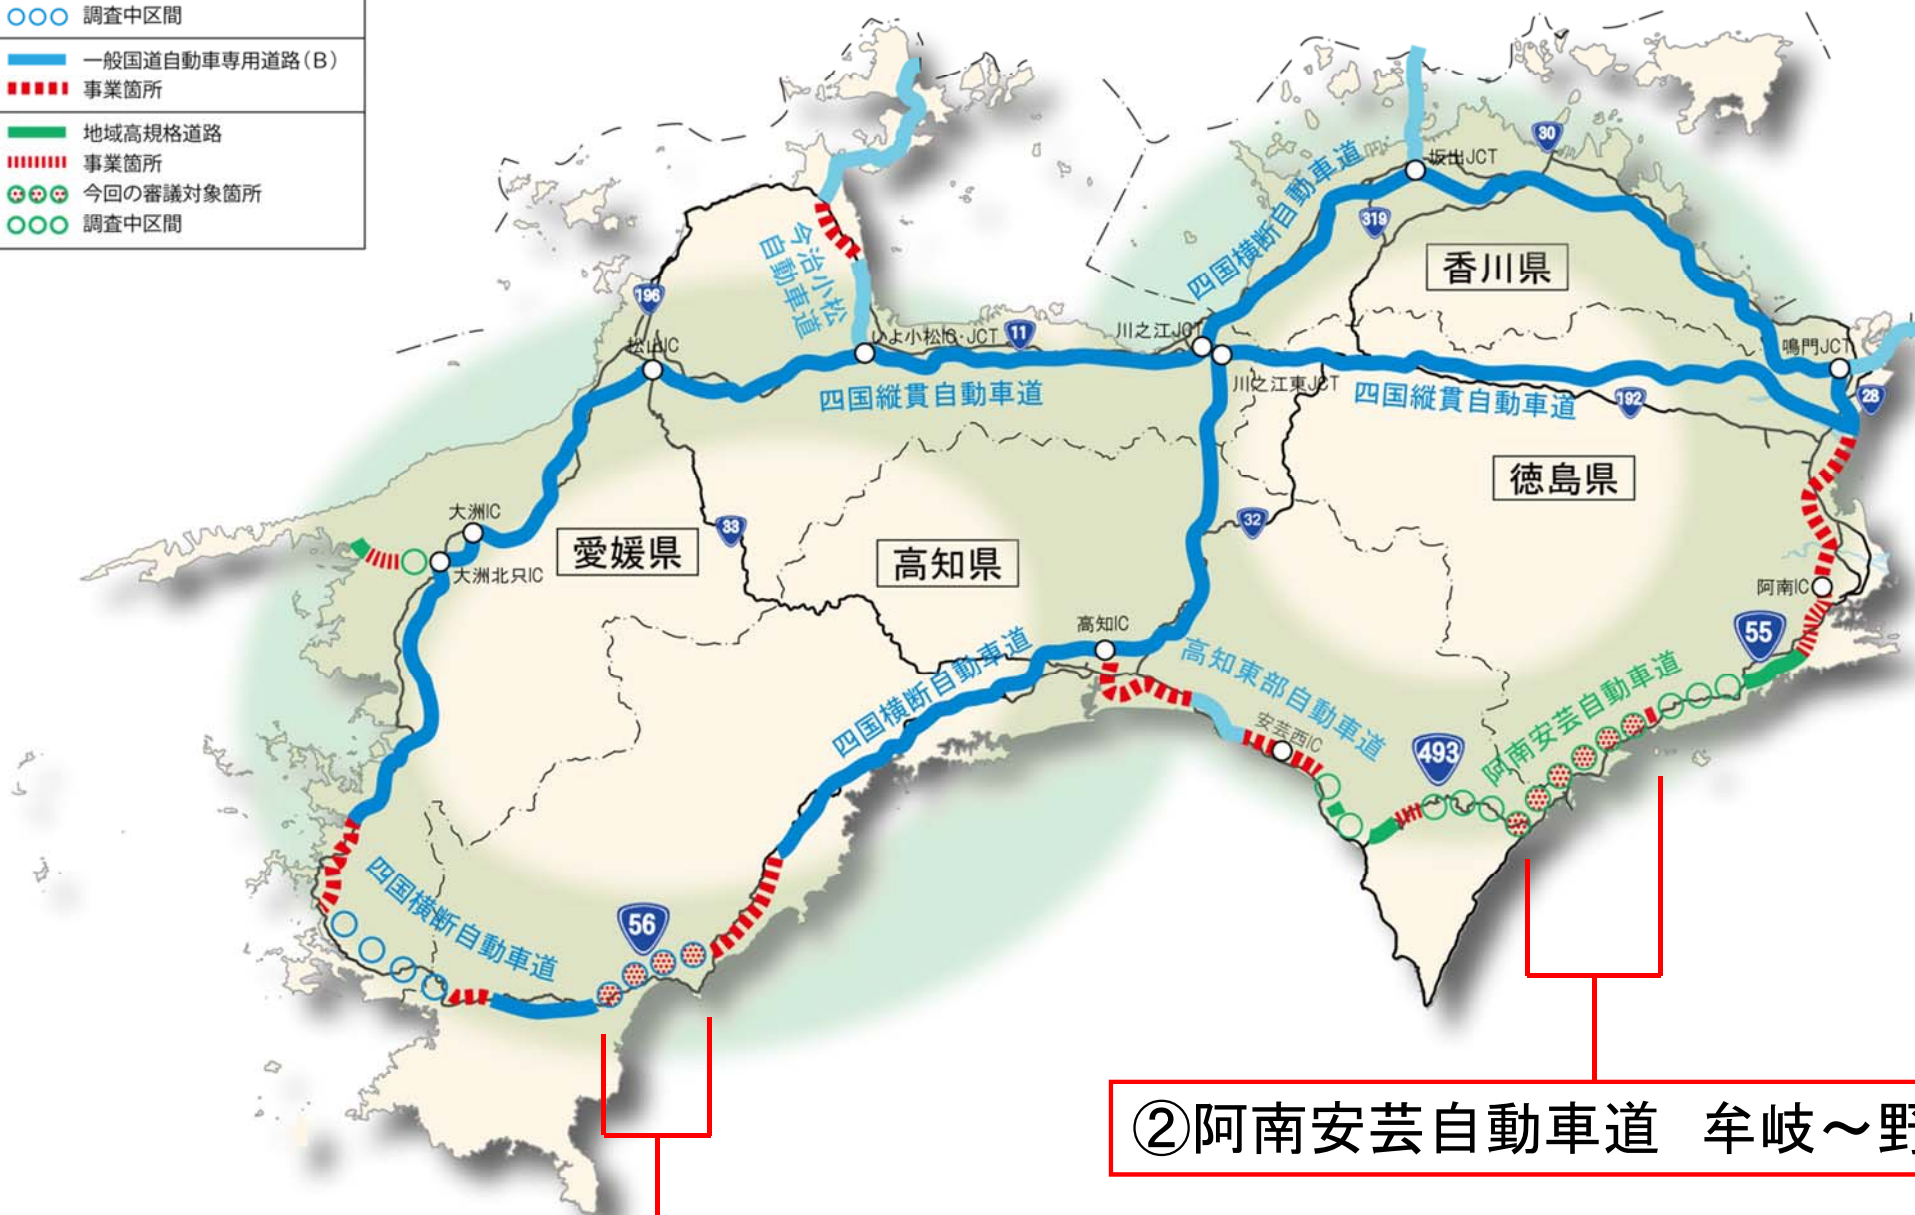 調査中区間
一般国道自動車専用道路(B)
事業箇所
地域高規格道路
事業箇所
今回の審議対象箇所
調査中区間
30
坂出JCT
四国横断自動車道
319
香川県
今治小松
自動車道
196
松山IC
いよ小松IC・JCT
11
川之江JCT
川之江東JCT
鳴門JCT
28
四国縦貫自動車道
四国縦貫自動車道
192
徳島県
大洲IC
大洲北只IC
愛媛県
33
高知県
32
阿南IC
55
高知IC
高知東部自動車道
四国横断自動車道
安芸西IC
493
阿南安芸自動車道
四国横断自動車道
56
②阿南安芸自動車道 牟岐~野